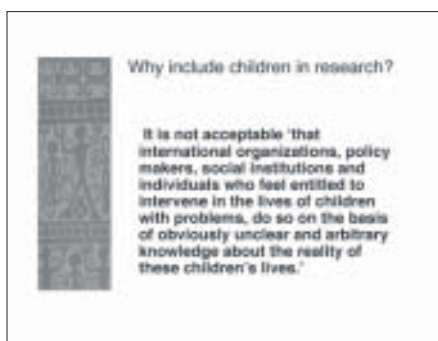 Why include children in research?
It is not acceptable 'that
international organizations, policy
makers, social institutions and
individuals who feel entitled to
intervene in the lives of children
with problems, do so on the basis
of obviously unclear and arbitrary
knowledge about the reality of
these children's lives.'